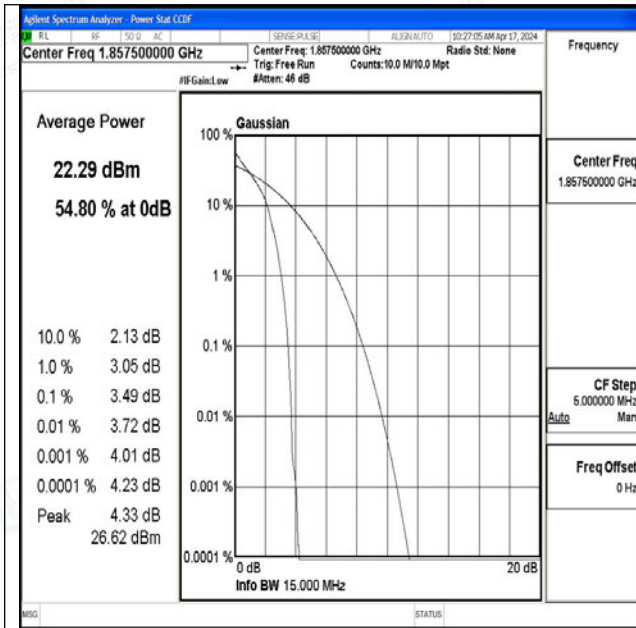 Agilent Spectrum Analyzer - Power Stat CCDF
RL RF 50 Ω AC SENSE:PULSE ALIGNAUTO 10:27:05 AM Apr 17, 2024
Center Freq 1.857500000 GHz
Center Freq: 1.857500000 GHz
Radio Std: None
Trig: Free Run
Counts:10.0 M/10.0 Mpt
#IFGain:Low
#Atten: 46 dB
Frequency
Average Power
22.29 dBm
54.80 % at 0dB
10.0 % 2.13 dB
1.0 % 3.05 dB
0.1 % 3.49 dB
0.01 % 3.72 dB
0.001 % 4.01 dB
0.0001 % 4.23 dB
Peak 4.33 dB
26.62 dBm
Gaussian
100 %
10 %
1 %
0.1 %
0.01 %
0.001 %
0.0001 %
0 dB
20 dB
Info BW 15.000 MHz
Center Freq
1.857500000 GHz
CF Step
5.000000 MHz
Auto Man
Freq Offset
0 Hz
MSG
STATUS